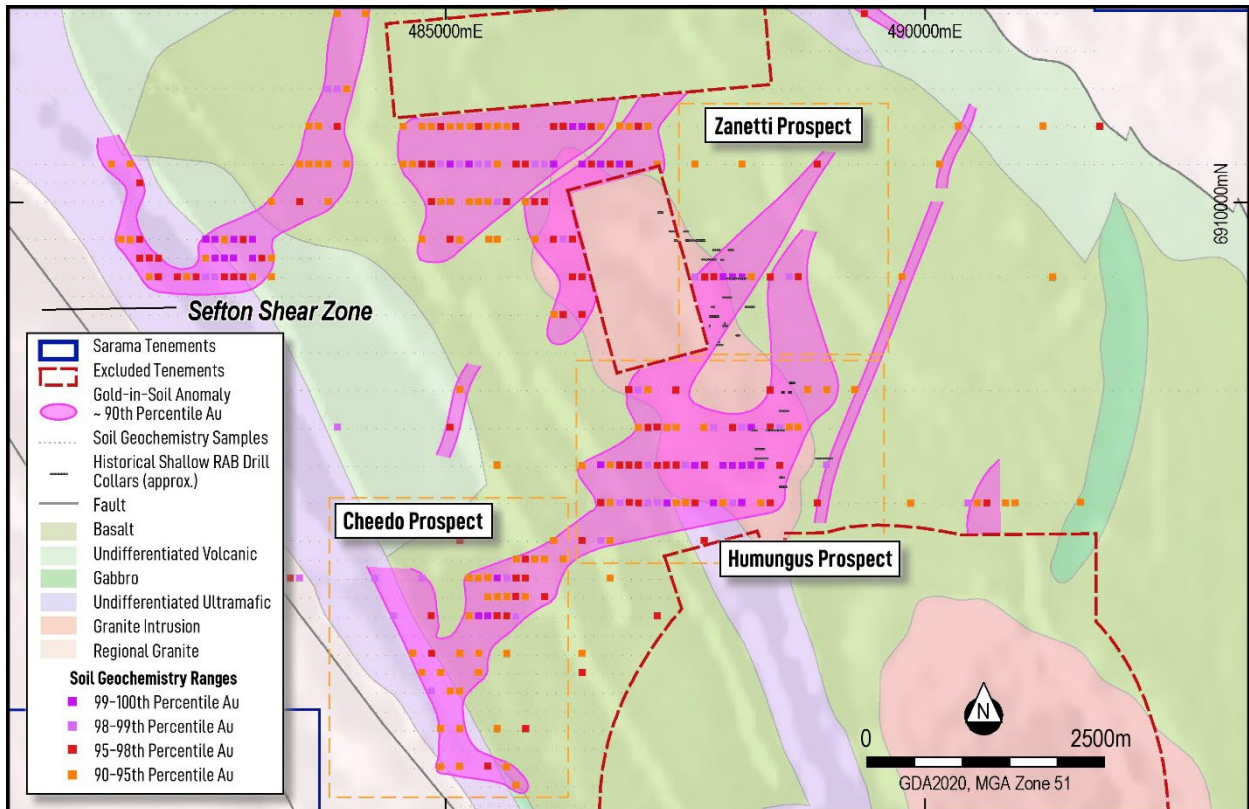 485000mE
490000mE
Zanetti Prospect
6910000mN
Sefton Shear Zone
Sarama Tenements
Excluded Tenements
Gold-in-Soil Anomaly
~ 90th Percentile Au
Soil Geochemistry Samples
Historical Shallow RAB Drill
Collars (approx.)
Fault
Basalt
Undifferentiated Volcanic
Gabbro
Undifferentiated Ultramafic
Granite Intrusion
Regional Granite
Soil Geochemistry Ranges
99-100th Percentile Au
98-99th Percentile Au
95-98th Percentile Au
90-95th Percentile Au
Cheedo Prospect
Humungus Prospect
N
0
2500m
GDA2020, MGA Zone 51